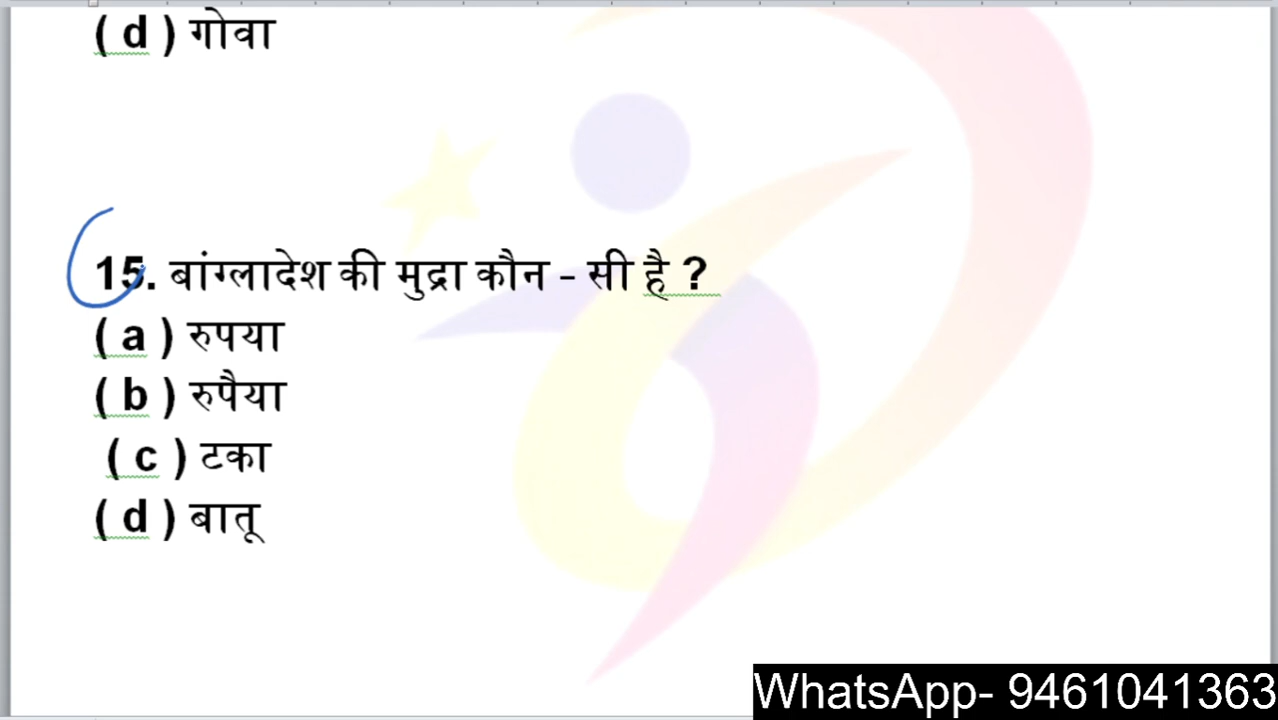 ( d ) गोवा
15. बांग्लादेश की मुद्रा कौन - सी है ?
( a ) रुपया
( b ) रुपैया
( c ) टका
( d ) बातू
WhatsApp- 9461041363